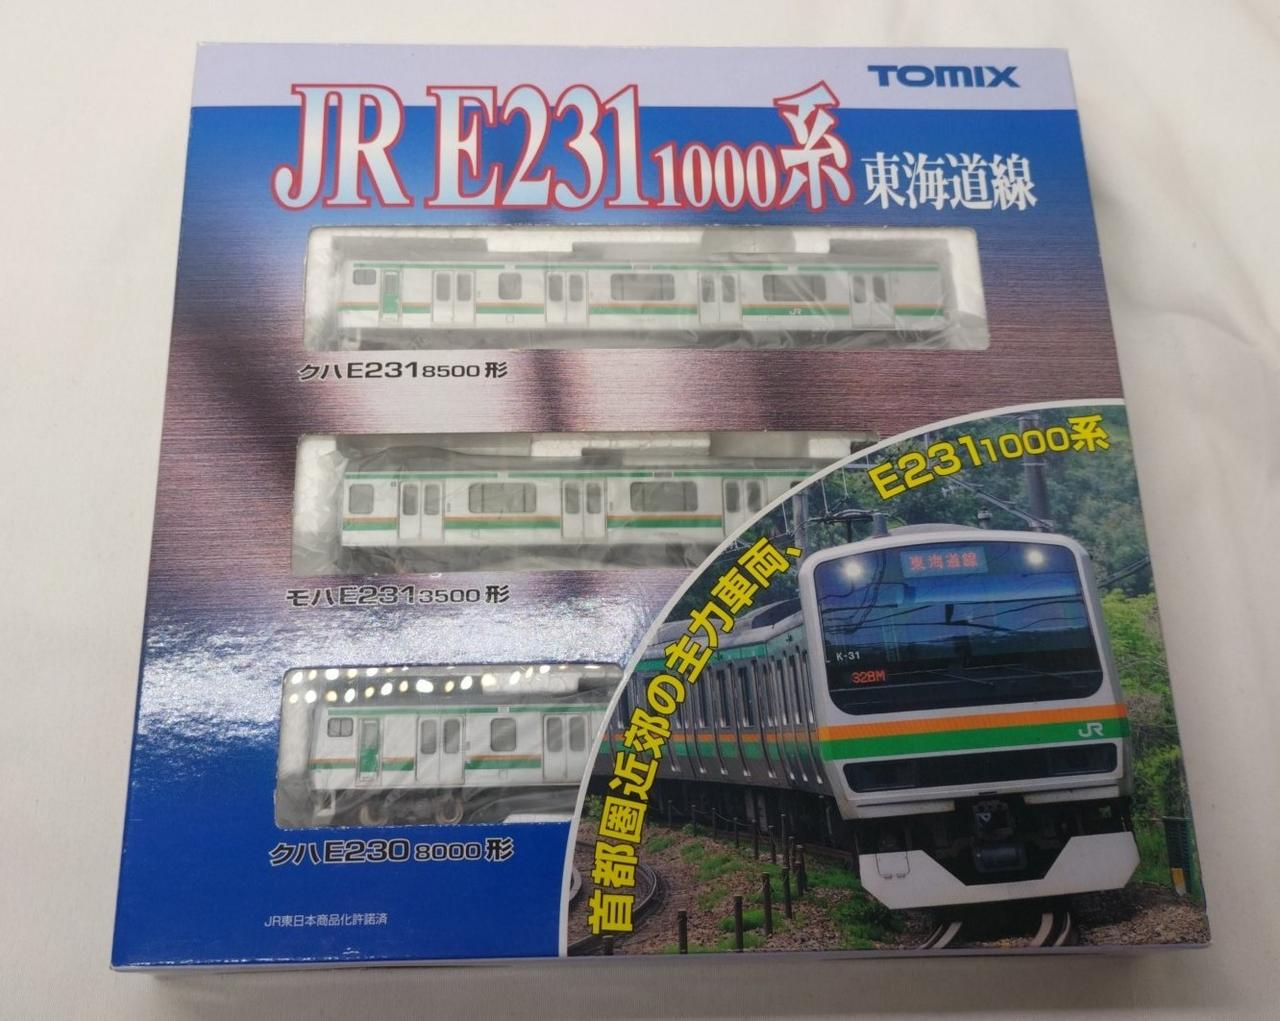 TOMIX
JR E231 1000系 東海道線
JR
クハE231 8500形
モハE231 3500形
クハE230 8000形
JR東日本商品化許諾済
首都圏近郊の主力車両、
E231 1000系
東海道線
K-31
328M
JR